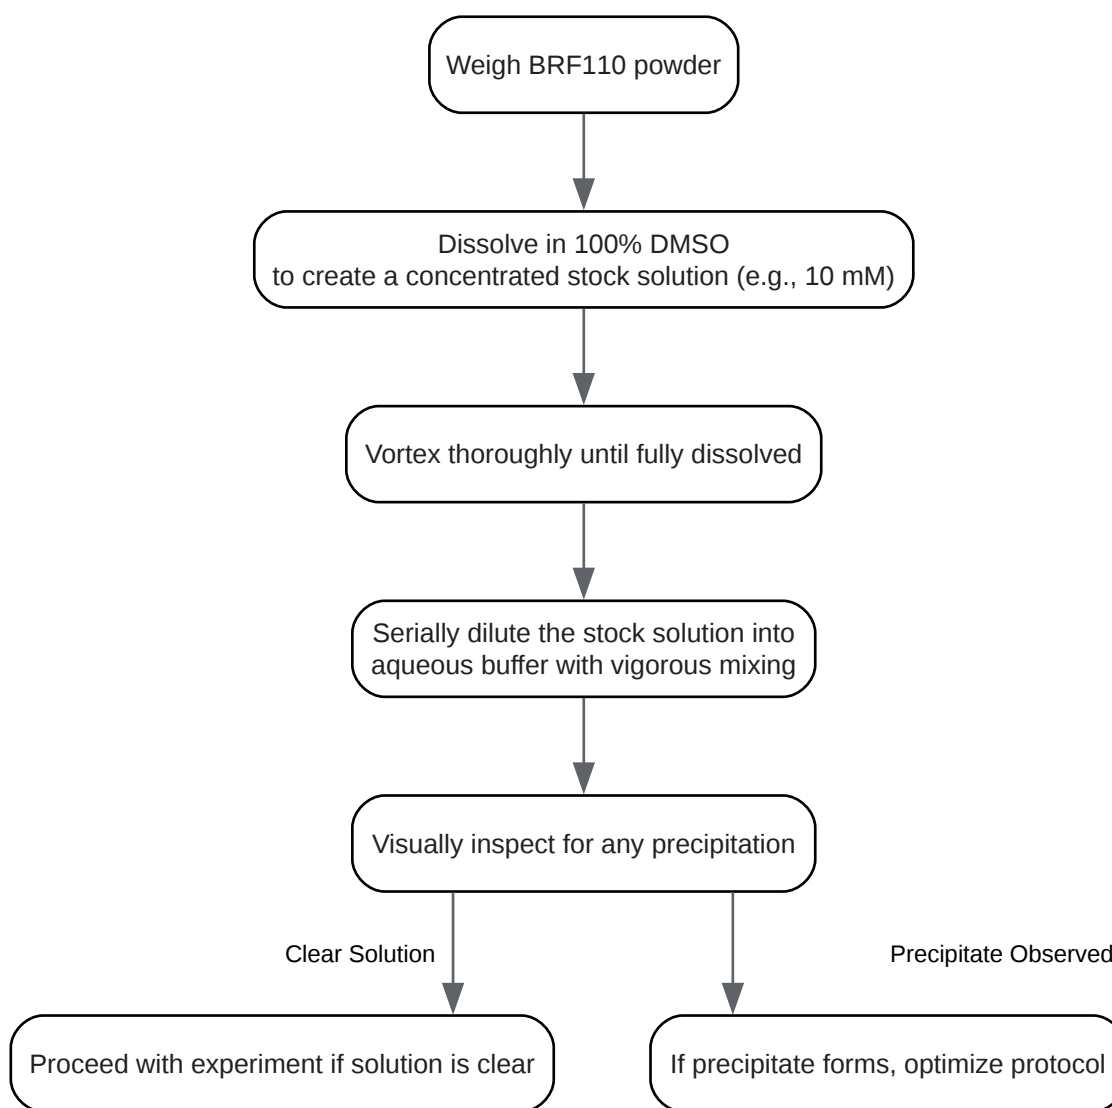 Weigh BRF110 powder
Dissolve in 100% DMSO
to create a concentrated stock solution (e.g., 10 mM)
Vortex thoroughly until fully dissolved
Serially dilute the stock solution into
aqueous buffer with vigorous mixing
Visually inspect for any precipitation
Clear Solution
Precipitate Observed
Proceed with experiment if solution is clear
If precipitate forms, optimize protocol